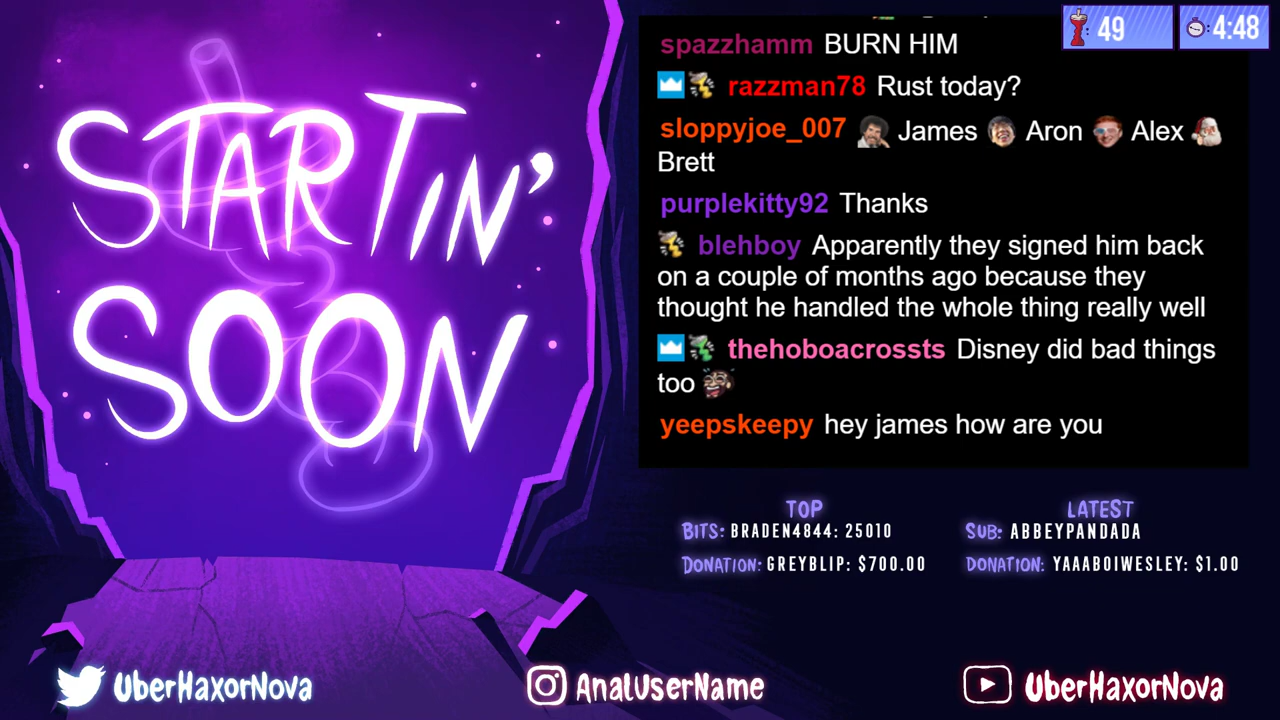 STARTIN'
SOON
49
4:48
spazzhamm BURN HIM
razzman78 Rust today?
sloppyjoe_007 James Aron Alex
Brett
purplekitty92 Thanks
blehboy Apparently they signed him back
on a couple of months ago because they
thought he handled the whole thing really well
thehoboacrossts Disney did bad things
too
yeepskeepy hey james how are you
TOP
BITS: BRADEN4844: 25010
DONATION: GREYBLIP: $700.00
LATEST
SUB: ABBEYPANDADA
DONATION: YAAABOIWESLEY: $1.00
UberHaxorNova
AnalUserName
UberHaxorNova